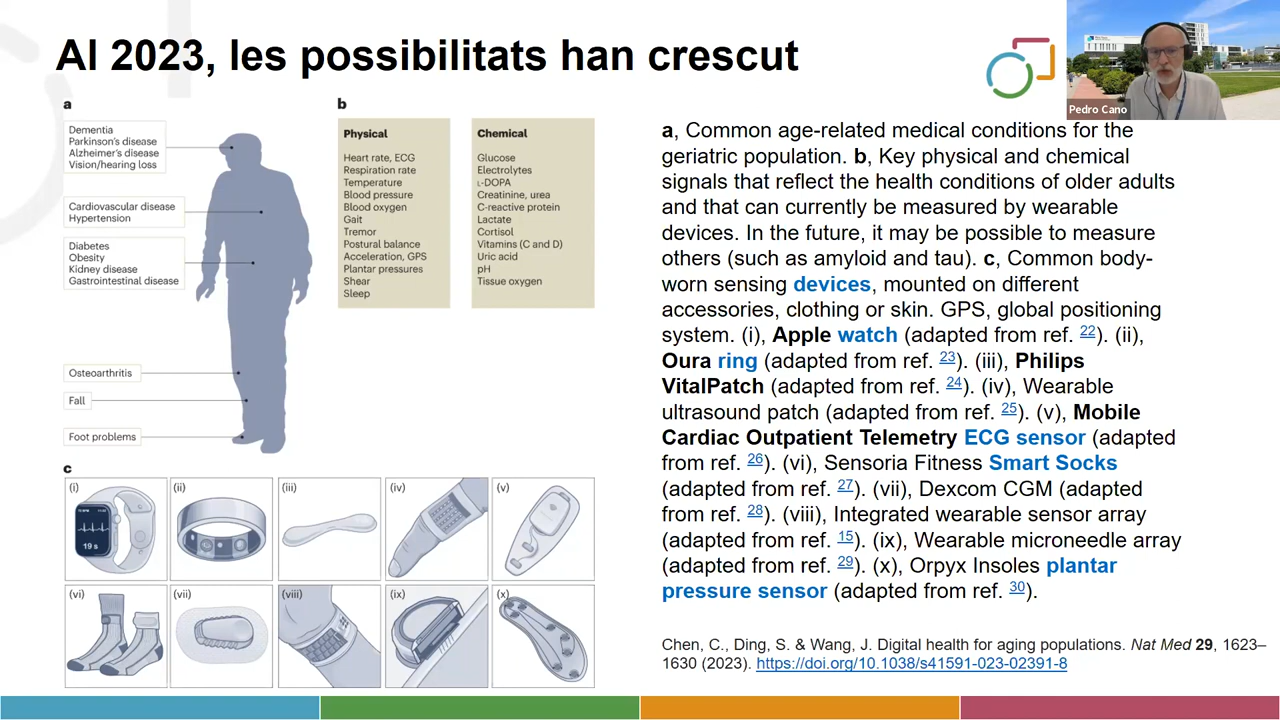 Al 2023, les possibilitats han crescut
Pedro Cano
a
Dementia
Parkinson's disease
Alzheimer's disease
Vision/hearing loss
Cardiovascular disease
Hypertension
Diabetes
Obesity
Kidney disease
Gastrointestinal disease
Osteoarthritis
Fall
Foot problems
b
Physical
Heart rate, ECG
Respiration rate
Temperature
Blood pressure
Blood oxygen
Gait
Tremor
Postural balance
Acceleration, GPS
Plantar pressures
Shear
Sleep
Chemical
Glucose
Electrolytes
L-DOPA
Creatinine, urea
C-reactive protein
Lactate
Cortisol
Vitamins (C and D)
Uric acid
pH
Tissue oxygen
c
(i)
19 s
(ii)
(iii)
(iv)
(v)
(vi)
(vii)
(viii)
(ix)
(x)
a, Common age-related medical conditions for the
geriatric population. b, Key physical and chemical
signals that reflect the health conditions of older adults
and that can currently be measured by wearable
devices. In the future, it may be possible to measure
others (such as amyloid and tau). c, Common body-
worn sensing devices, mounted on different
accessories, clothing or skin. GPS, global positioning
system. (i), Apple watch (adapted from ref. 22). (ii),
Oura ring (adapted from ref. 23). (iii), Philips
VitalPatch (adapted from ref. 24). (iv), Wearable
ultrasound patch (adapted from ref. 25). (v), Mobile
Cardiac Outpatient Telemetry ECG sensor (adapted
from ref. 26). (vi), Sensoria Fitness Smart Socks
(adapted from ref. 27). (vii), Dexcom CGM (adapted
from ref. 28). (viii), Integrated wearable sensor array
(adapted from ref. 15). (ix), Wearable microneedle array
(adapted from ref. 29). (x), Orpyx Insoles plantar
pressure sensor (adapted from ref. 30).
Chen, C., Ding, S. & Wang, J. Digital health for aging populations. Nat Med 29, 1623–
1630 (2023). https://doi.org/10.1038/s41591-023-02391-8